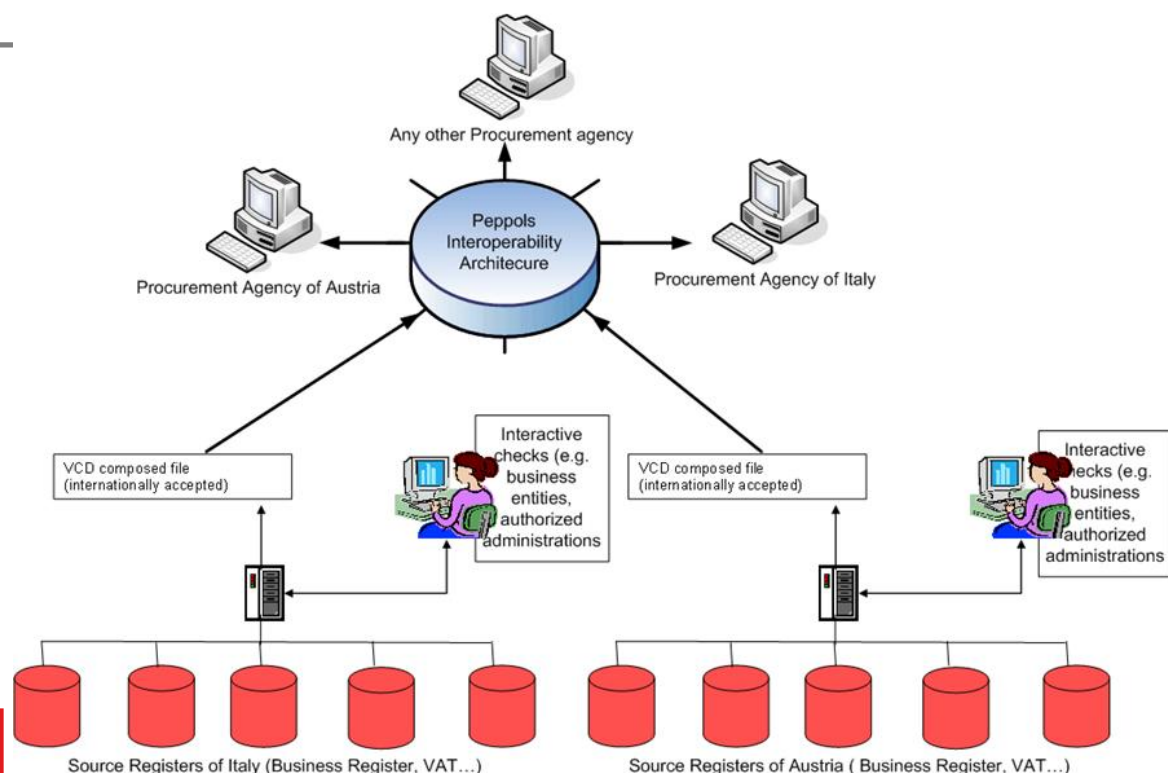 Any other Procurement agency
Peppols
Interoperability
Architecure
Procurement Agency of Austria
Procurement Agency of Italy
VCD composed file
(internationally accepted)
Interactive
checks (e.g.
business
entities,
authorized
administrations
VCD composed file
(internationally accepted)
Interactive
checks (e.g.
business
entities,
authorized
administrations
Source Registers of Italy (Business Register, VAT...)
Source Registers of Austria ( Business Register, VAT...)